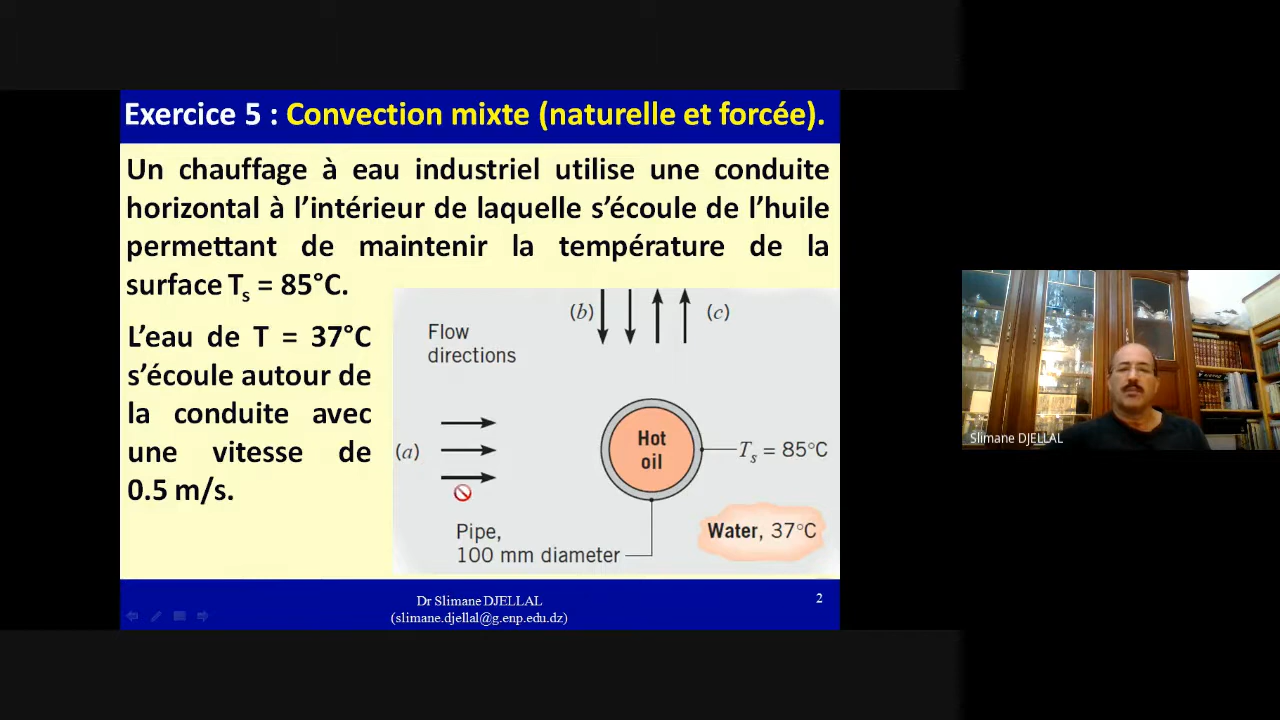 Exercice 5 : Convection mixte (naturelle et forcée).
Un chauffage à eau industriel utilise une conduite
horizontal à l’intérieur de laquelle s’écoule de l’huile
permettant de maintenir la température de la
surface Ts = 85°C.
L’eau de T = 37°C
s’écoule autour de
la conduite avec
une vitesse de
0.5 m/s.
(b) (c)
Flow
directions
(a)
Hot
oil
Ts = 85°C
Pipe,
100 mm diameter
Water, 37°C
Slimane DJELLAL
Dr Slimane DJELLAL
(slimane.djellal@g.enp.edu.dz)
2